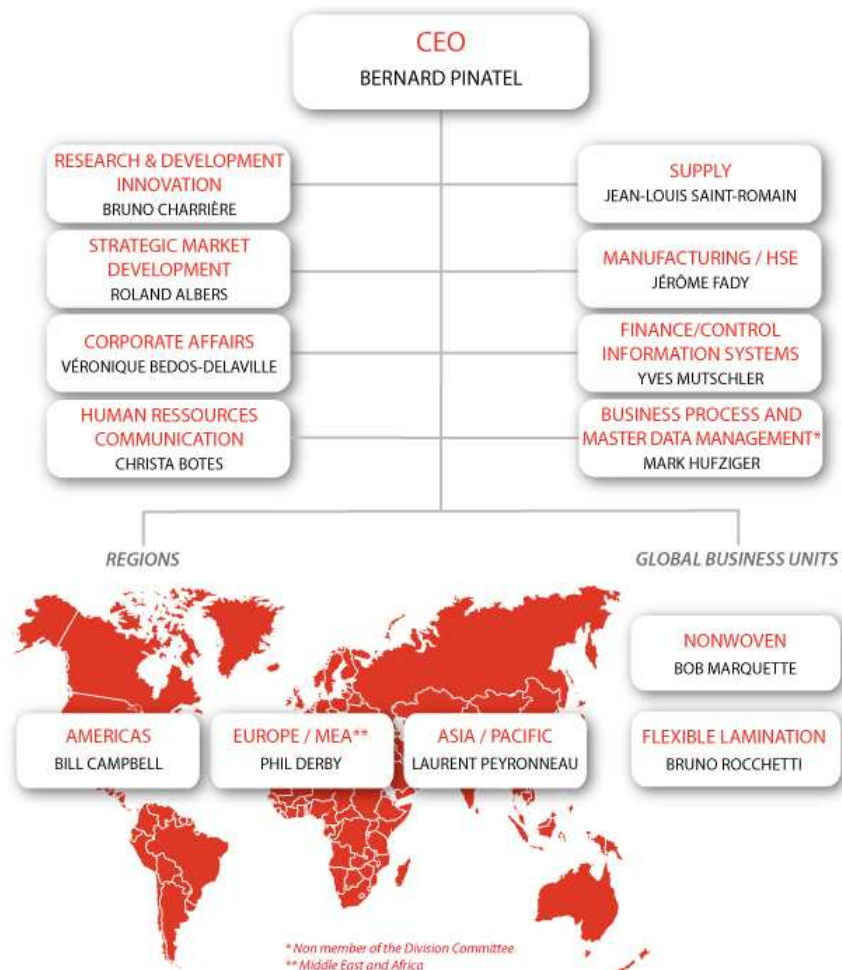 CEO
BERNARD PINATEL
RESEARCH & DEVELOPMENT
INNOVATION
BRUNO CHARRIÈRE
STRATEGIC MARKET
DEVELOPMENT
ROLAND ALBERS
CORPORATE AFFAIRS
VÉRONIQUE BEDOS-DELAVILLE
HUMAN RESSOURCES
COMMUNICATION
CHRISTA BOTES
SUPPLY
JEAN-LOUIS SAINT-ROMAIN
MANUFACTURING / HSE
JÉRÔME FADY
FINANCE/CONTROL
INFORMATION SYSTEMS
YVES MUTSCHLER
BUSINESS PROCESS AND
MASTER DATA MANAGEMENT*
MARK HUFZIGER
REGIONS
AMERICAS
BILL CAMPBELL
EUROPE / MEA**
PHIL DERBY
ASIA / PACIFIC
LAURENT PEYRONNEAU
GLOBAL BUSINESS UNITS
NONWOVEN
BOB MARQUETTE
FLEXIBLE LAMINATION
BRUNO ROCCHETTI
* Non member of the Division Committee
** Middle East and Africa